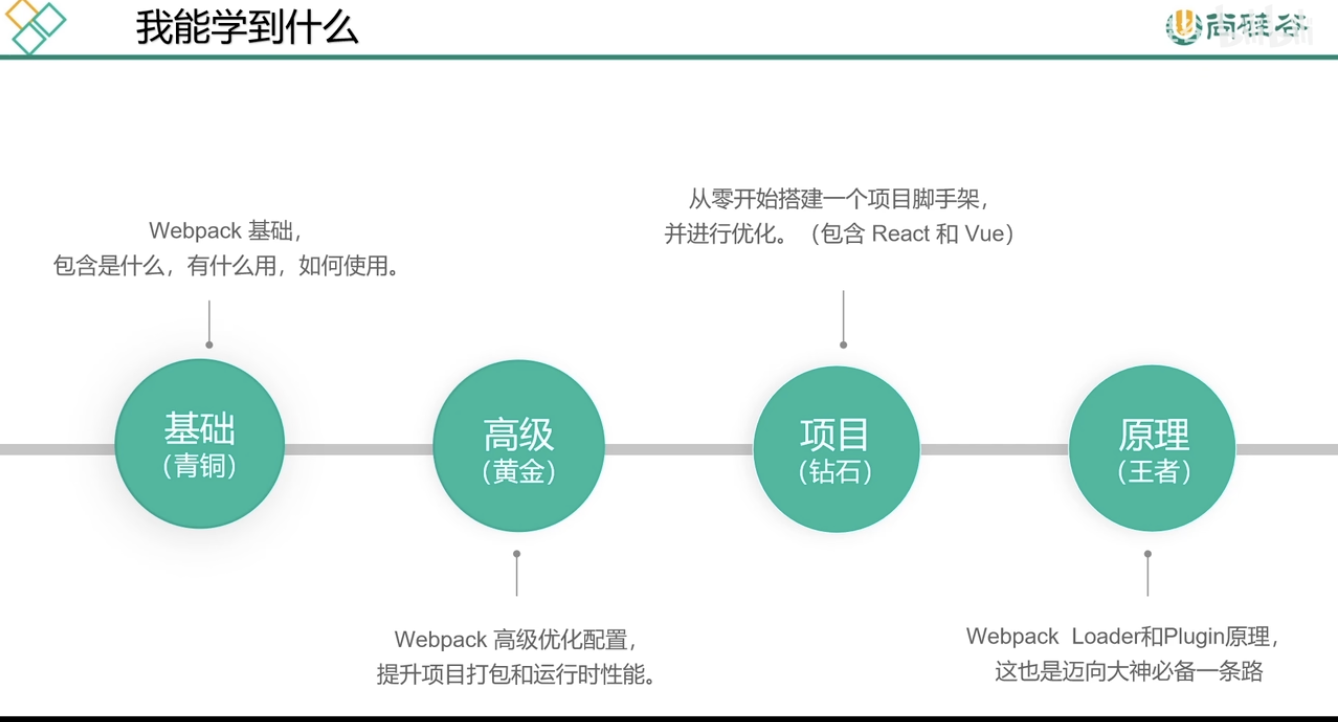 我能学到什么
尚硅谷
bilibili
Webpack 基础，
包含是什么，有什么用，如何使用。
从零开始搭建一个项目脚手架，
并进行优化。（包含 React 和 Vue）
基础
（青铜）
高级
（黄金）
项目
（钻石）
原理
（王者）
Webpack 高级优化配置，
提升项目打包和运行时性能。
Webpack  Loader和Plugin原理，
这也是迈向大神必备一条路